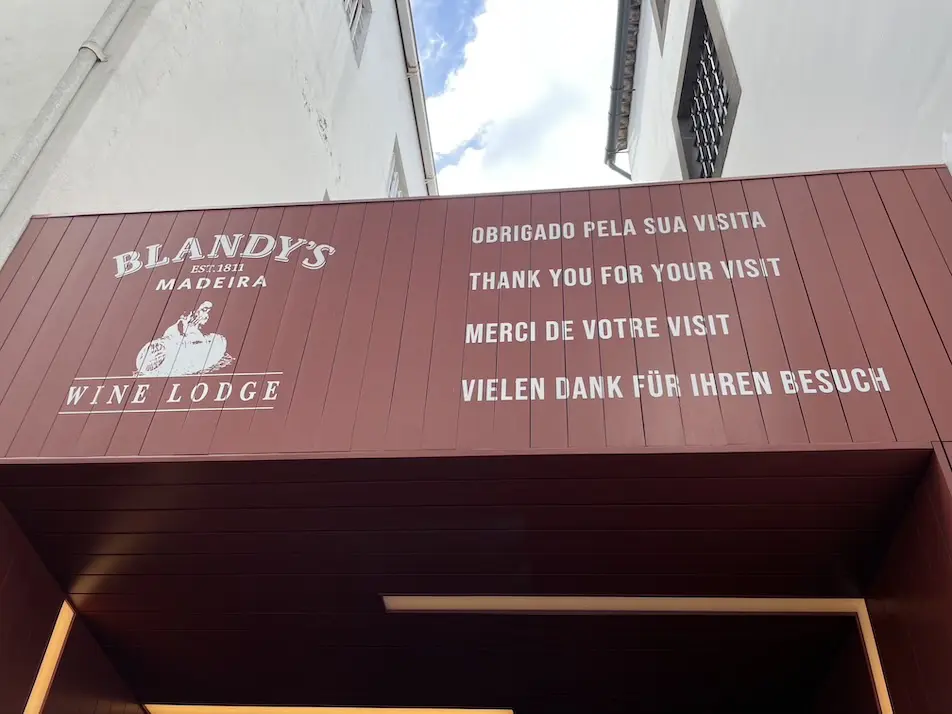 BLANDY'S
EST. 1811
MADEIRA
WINE LODGE
OBRIGADO PELA SUA VISITA
THANK YOU FOR YOUR VISIT
MERCI DE VOTRE VISIT
VIELEN DANK FÜR IHREN BESUCH